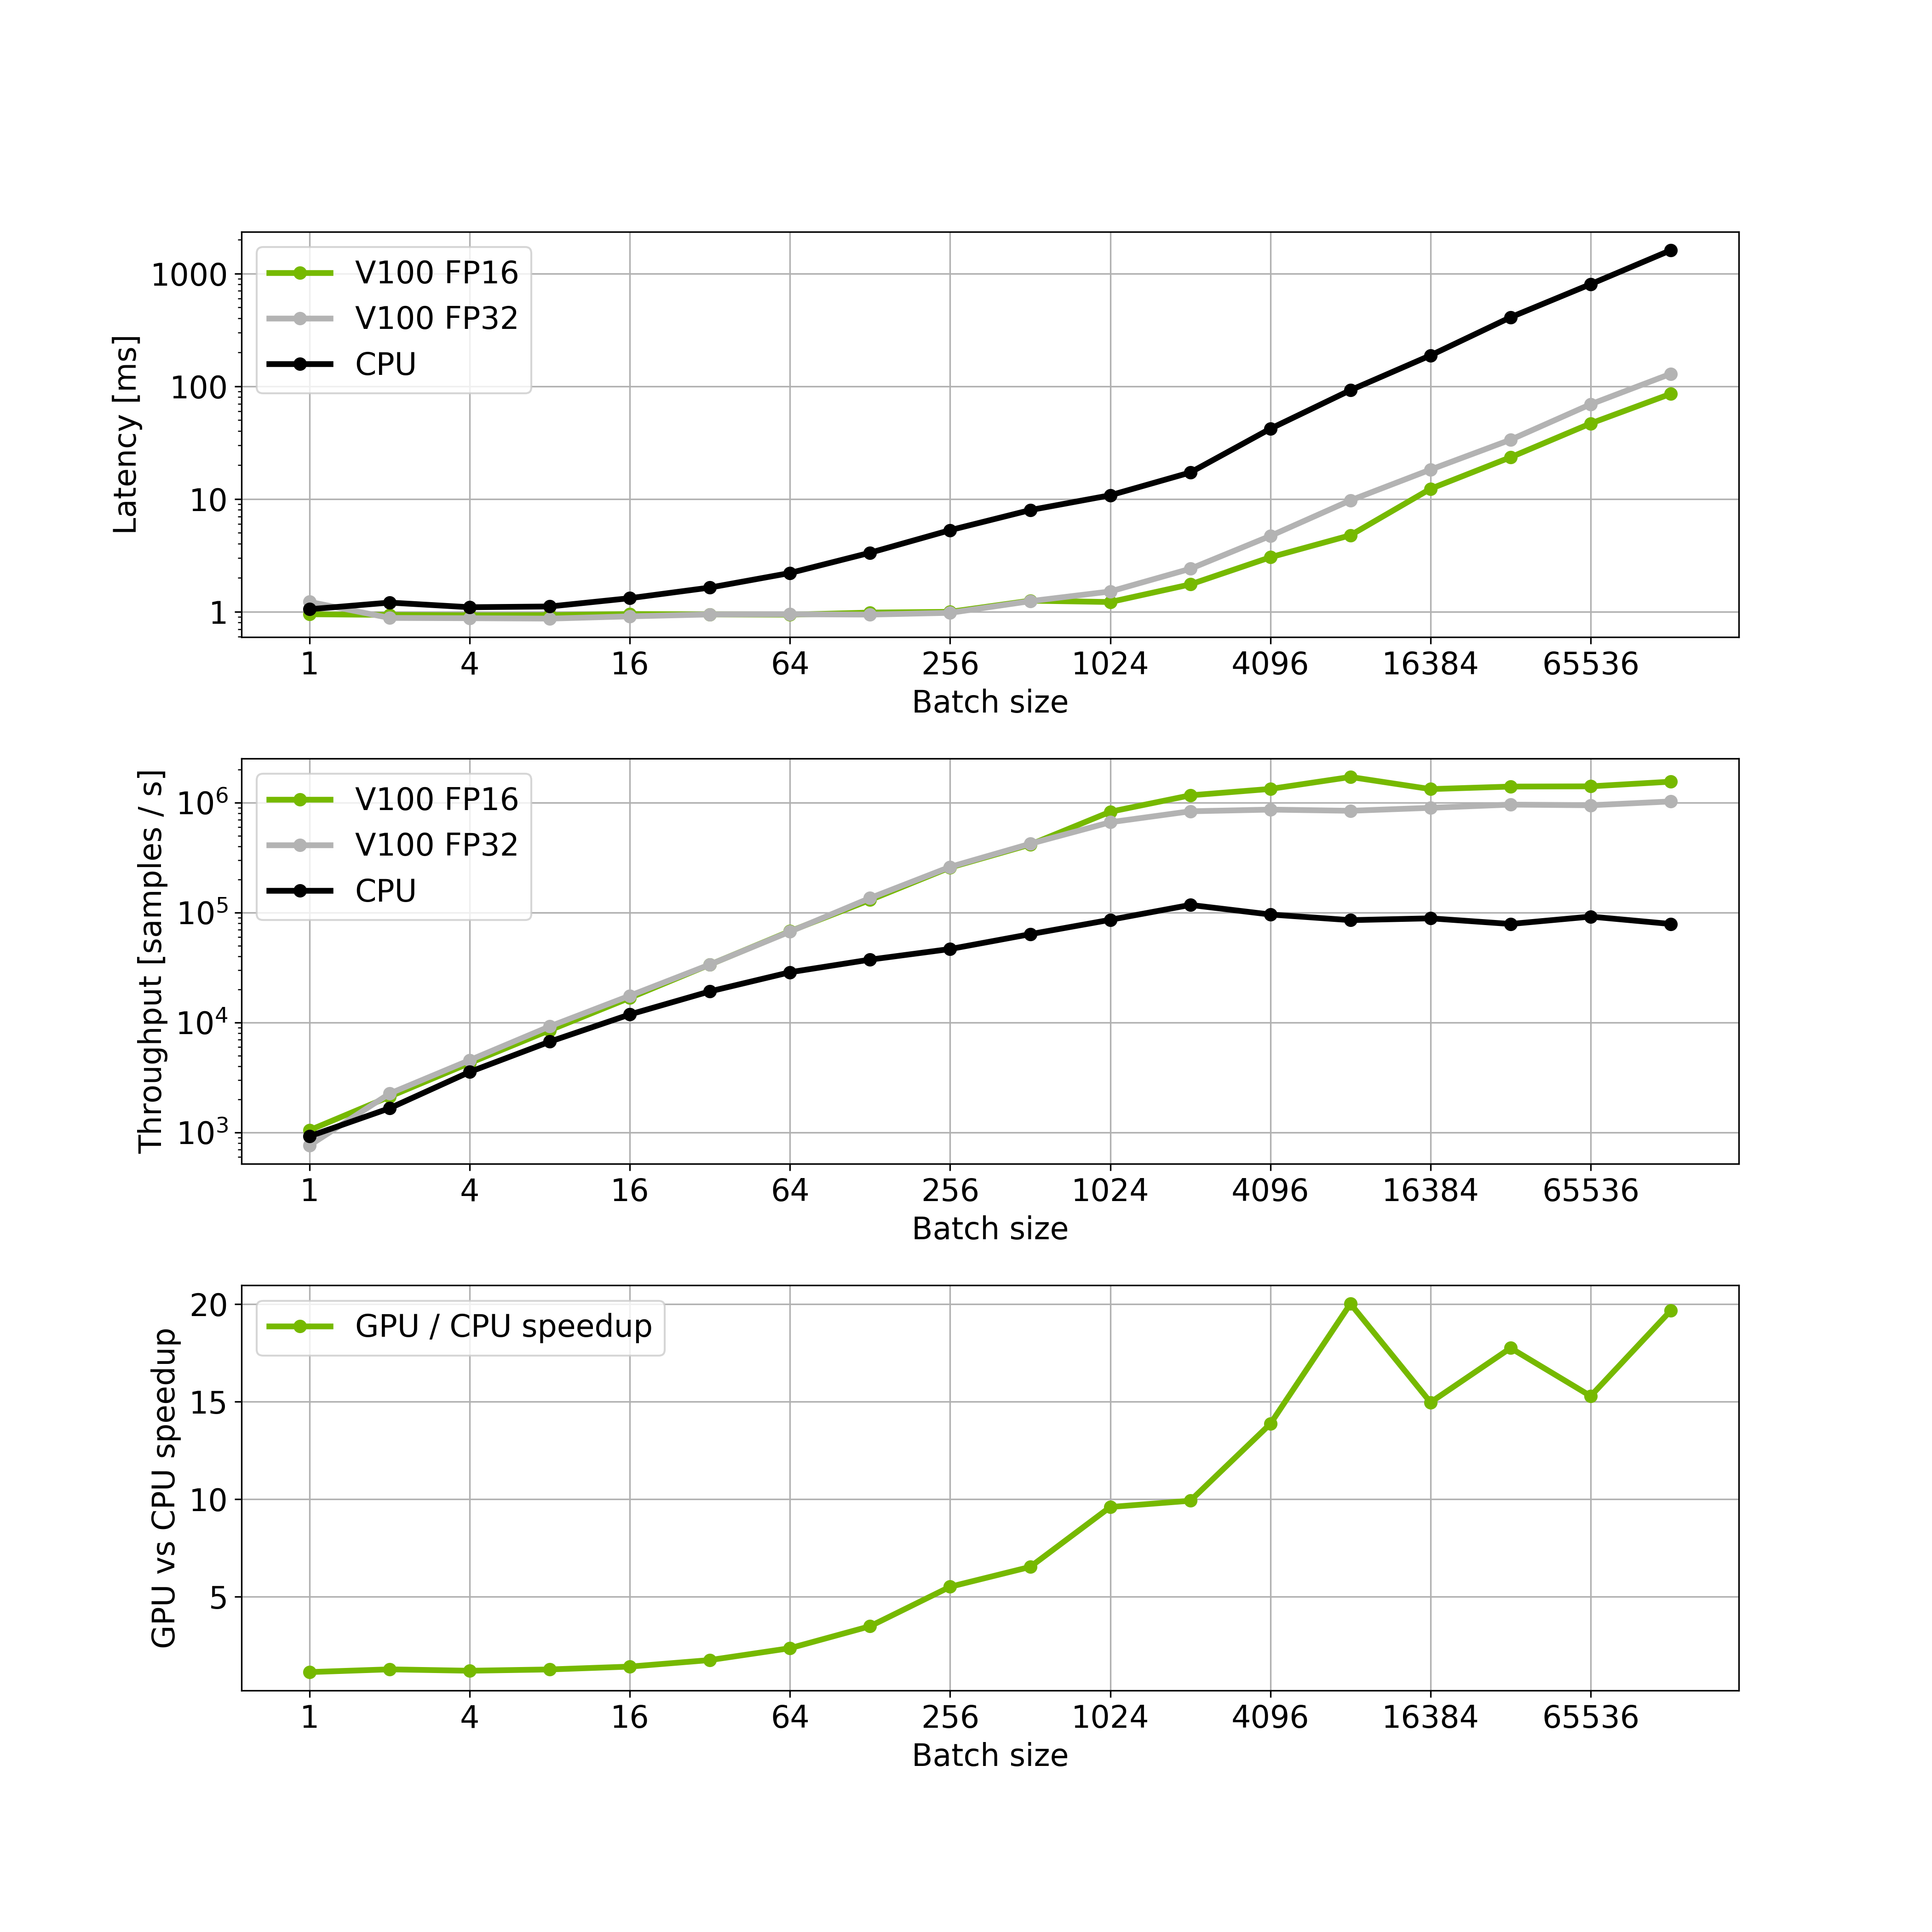 V100 FP16
V100 FP32
CPU
Latency [ms]
1000
100
10
1
1 4 16 64 256 1024 4096 16384 65536
Batch size
V100 FP16
V100 FP32
CPU
Throughput [samples / s]
10⁶
10⁵
10⁴
10³
1 4 16 64 256 1024 4096 16384 65536
Batch size
GPU / CPU speedup
GPU vs CPU speedup
20
15
10
5
1 4 16 64 256 1024 4096 16384 65536
Batch size